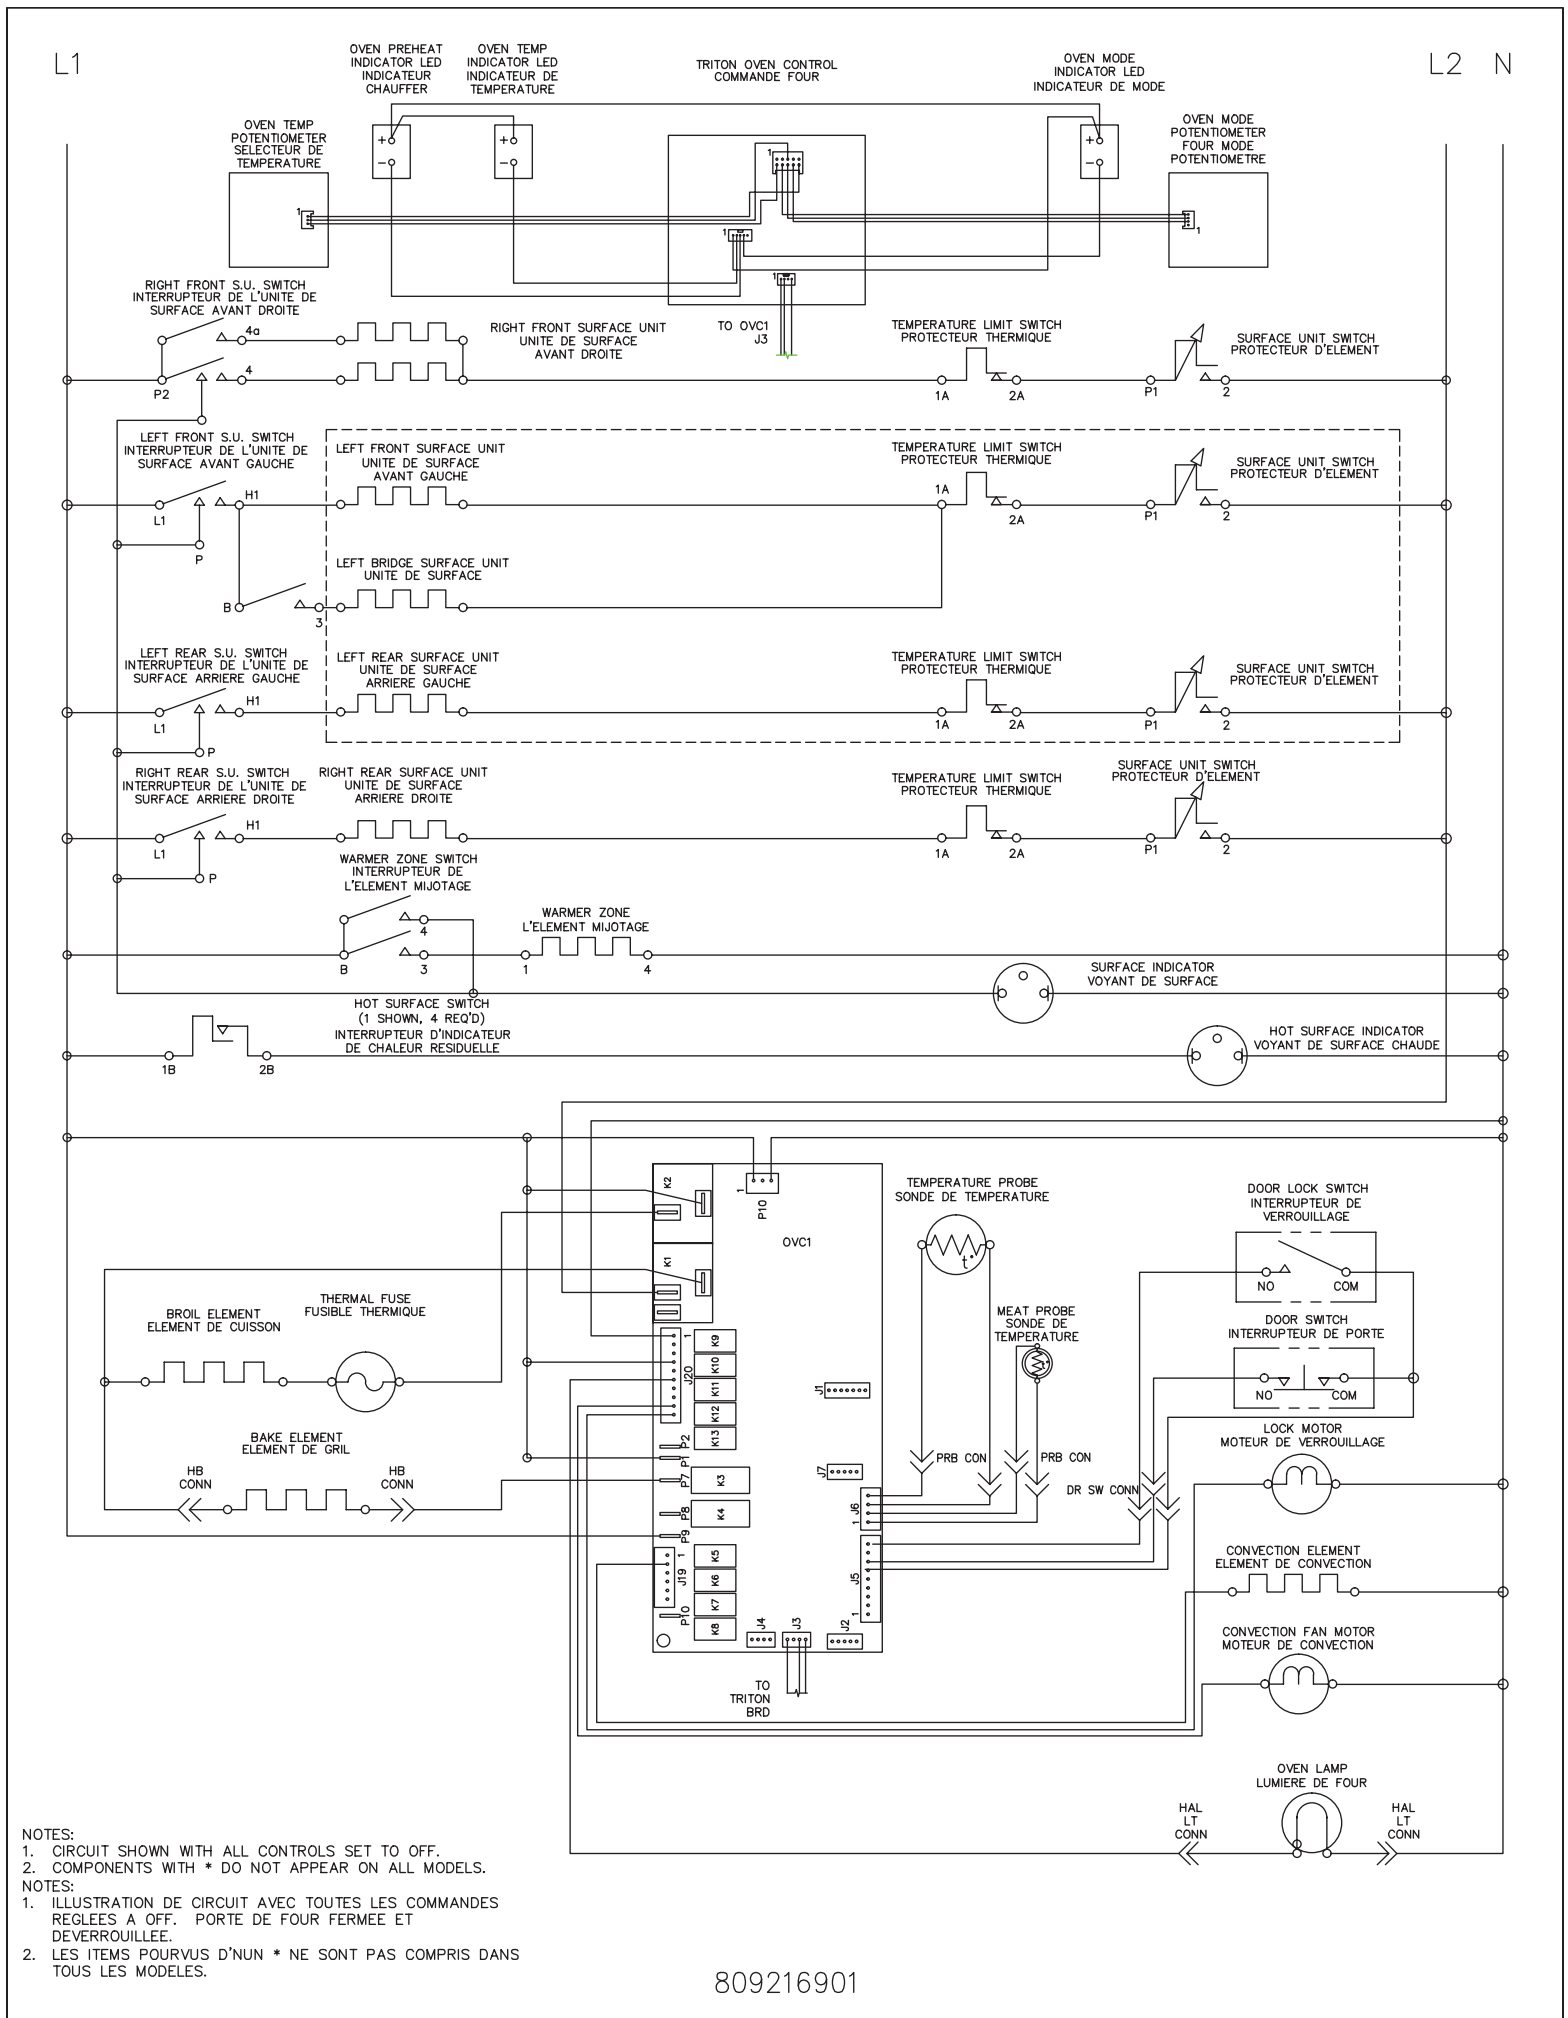 L1
L2 N
OVEN PREHEAT
INDICATOR LED
INDICATEUR
CHAUFFER
OVEN TEMP
INDICATOR LED
INDICATEUR DE
TEMPERATURE
TRITON OVEN CONTROL
COMMANDE FOUR
OVEN MODE
INDICATOR LED
INDICATEUR DE MODE
OVEN TEMP
POTENTIOMETER
SELECTEUR DE
TEMPERATURE
OVEN MODE
POTENTIOMETER
FOUR MODE
POTENTIOMETRE
+
−
+
−
+
−
1
1
1
1
1
TO OVC1
J3
RIGHT FRONT S.U. SWITCH
INTERRUPTEUR DE L'UNITE DE
SURFACE AVANT DROITE
4a
4
P2
RIGHT FRONT SURFACE UNIT
UNITE DE SURFACE
AVANT DROITE
TEMPERATURE LIMIT SWITCH
PROTECTEUR THERMIQUE
1A
2A
SURFACE UNIT SWITCH
PROTECTEUR D'ELEMENT
P1
2
LEFT FRONT S.U. SWITCH
INTERRUPTEUR DE L'UNITE DE
SURFACE AVANT GAUCHE
H1
L1
P
LEFT FRONT SURFACE UNIT
UNITE DE SURFACE
AVANT GAUCHE
TEMPERATURE LIMIT SWITCH
PROTECTEUR THERMIQUE
1A
2A
SURFACE UNIT SWITCH
PROTECTEUR D'ELEMENT
P1
2
LEFT BRIDGE SURFACE UNIT
UNITE DE SURFACE
B
3
LEFT REAR S.U. SWITCH
INTERRUPTEUR DE L'UNITE DE
SURFACE ARRIERE GAUCHE
H1
L1
P
LEFT REAR SURFACE UNIT
UNITE DE SURFACE
ARRIERE GAUCHE
TEMPERATURE LIMIT SWITCH
PROTECTEUR THERMIQUE
1A
2A
SURFACE UNIT SWITCH
PROTECTEUR D'ELEMENT
P1
2
RIGHT REAR S.U. SWITCH
INTERRUPTEUR DE L'UNITE DE
SURFACE ARRIERE DROITE
H1
L1
P
RIGHT REAR SURFACE UNIT
UNITE DE SURFACE
ARRIERE DROITE
TEMPERATURE LIMIT SWITCH
PROTECTEUR THERMIQUE
1A
2A
SURFACE UNIT SWITCH
PROTECTEUR D'ELEMENT
P1
2
WARMER ZONE SWITCH
INTERRUPTEUR DE
L'ELEMENT MIJOTAGE
4
B
3
WARMER ZONE
L'ELEMENT MIJOTAGE
1
4
SURFACE INDICATOR
VOYANT DE SURFACE
HOT SURFACE SWITCH
(1 SHOWN, 4 REQ'D)
INTERRUPTEUR D'INDICATEUR
DE CHALEUR RESIDUELLE
1B
2B
HOT SURFACE INDICATOR
VOYANT DE SURFACE CHAUDE
K2
1
P10
OVC1
K1
TEMPERATURE PROBE
SONDE DE TEMPERATURE
t°
DOOR LOCK SWITCH
INTERRUPTEUR DE
VERROUILLAGE
NO
COM
BROIL ELEMENT
ELEMENT DE CUISSON
THERMAL FUSE
FUSIBLE THERMIQUE
MEAT PROBE
SONDE DE
TEMPERATURE
t°
DOOR SWITCH
INTERRUPTEUR DE PORTE
NO
COM
1
J20
K9
K10
K11
K12
K13
J1
P2
P1
P7
K3
P8
K4
P9
J7
BAKE ELEMENT
ELEMENT DE GRIL
HB
CONN
HB
CONN
PRB CON
PRB CON
DR SW CONN
LOCK MOTOR
MOTEUR DE VERROUILLAGE
J6
1
1
J19
K5
K6
K7
K8
P10
J5
1
J4
J3
J2
TO
TRITON
BRD
CONVECTION ELEMENT
ELEMENT DE CONVECTION
CONVECTION FAN MOTOR
MOTEUR DE CONVECTION
OVEN LAMP
LUMIERE DE FOUR
HAL
LT
CONN
HAL
LT
CONN
NOTES:
1. CIRCUIT SHOWN WITH ALL CONTROLS SET TO OFF.
2. COMPONENTS WITH * DO NOT APPEAR ON ALL MODELS.
NOTES:
1. ILLUSTRATION DE CIRCUIT AVEC TOUTES LES COMMANDES
REGLEES A OFF. PORTE DE FOUR FERMEE ET
DEVERROUILLEE.
2. LES ITEMS POURVUS D'NUN * NE SONT PAS COMPRIS DANS
TOUS LES MODELES.
809216901